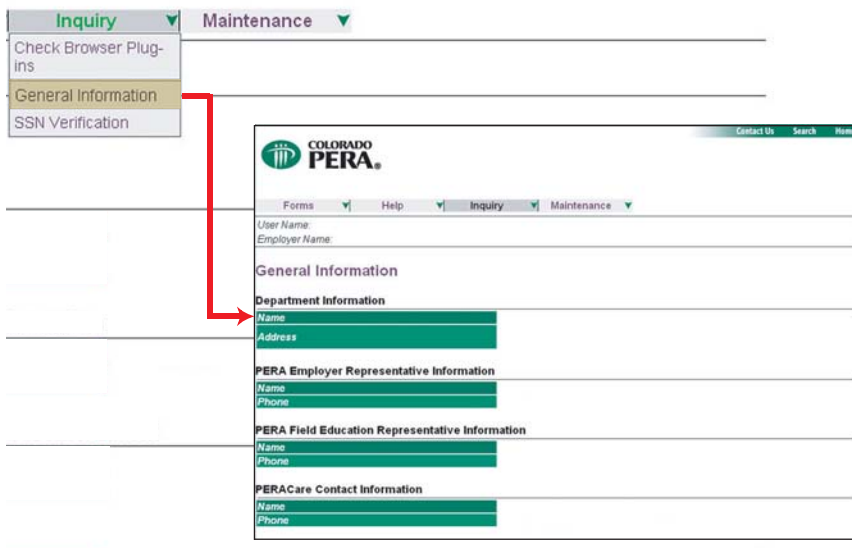 Inquiry Maintenance
Check Browser Plug-
ins
General Information
SSN Verification
Contact Us Search Home
COLORADO
PERA®
Forms Help Inquiry Maintenance
User Name:
Employer Name:
General Information
Department Information
Name
Address
PERA Employer Representative Information
Name
Phone
PERA Field Education Representative Information
Name
Phone
PERACare Contact Information
Name
Phone